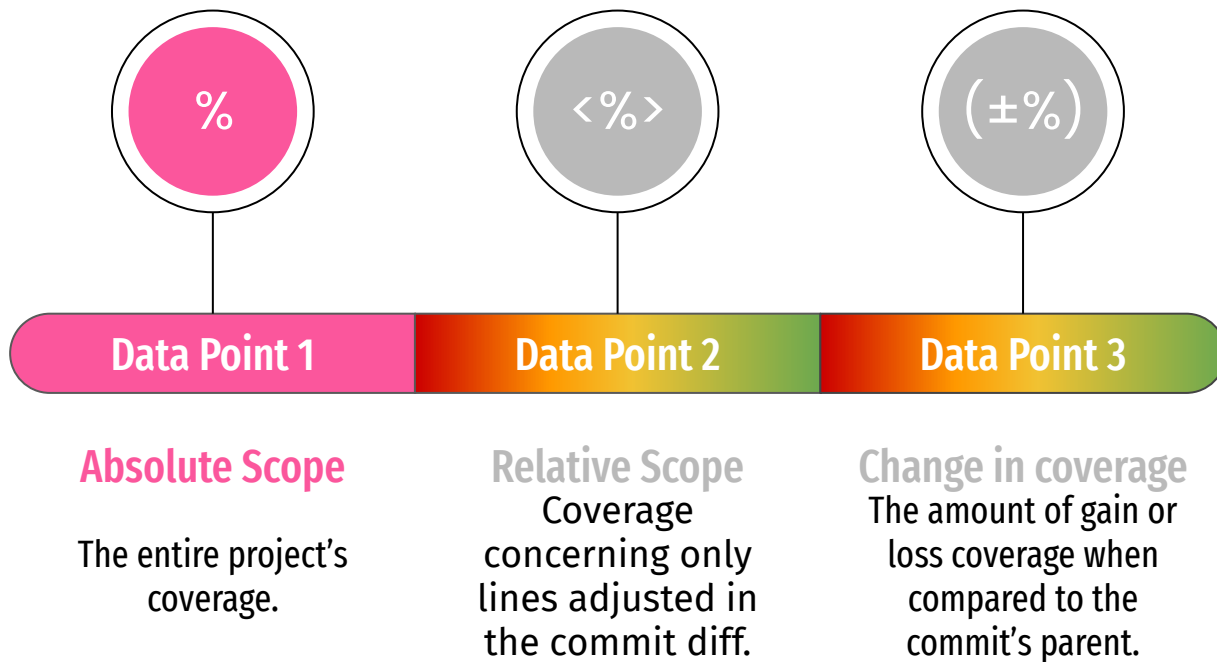 %
<%>
(±%)
Data Point 1
Data Point 2
Data Point 3
Absolute Scope
The entire project’s
coverage.
Relative Scope
Coverage
concerning only
lines adjusted in
the commit diff.
Change in coverage
The amount of gain or
loss coverage when
compared to the
commit’s parent.